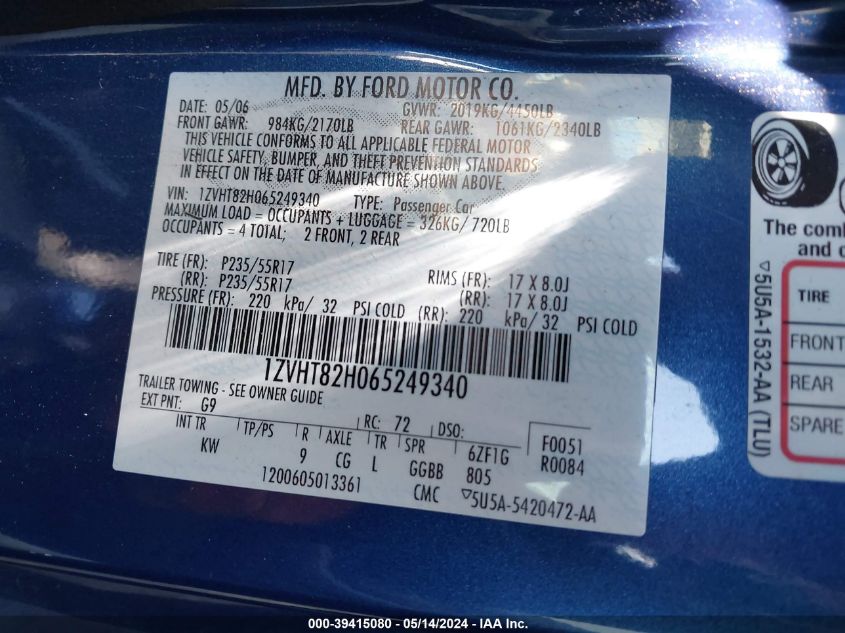 MFD. BY FORD MOTOR CO.
DATE: 05/06 GVWR: 2019KG/4450LB
FRONT GAWR: 984KG/2170LB REAR GAWR: 1061KG/2340LB
THIS VEHICLE CONFORMS TO ALL APPLICABLE FEDERAL MOTOR
VEHICLE SAFETY, BUMPER, AND THEFT PREVENTION STANDARDS
IN EFFECT ON THE DATE OF MANUFACTURE SHOWN ABOVE.
VIN: 1ZVHT82H065249340 TYPE: Passenger Car
MAXIMUM LOAD = OCCUPANTS + LUGGAGE = 326KG/ 720LB
OCCUPANTS = 4 TOTAL; 2 FRONT, 2 REAR
TIRE (FR): P235/55R17 RIMS (FR): 17 X 8.0J
(RR): P235/55R17 (RR): 17 X 8.0J
PRESSURE (FR): 220 kPa/ 32 PSI COLD (RR): 220 kPa/ 32 PSI COLD
1ZVHT82H065249340
TRAILER TOWING - SEE OWNER GUIDE
EXT PNT: G9 RC: 72 DSO: F0051
INT TR TP/PS R AXLE TR SPR 6ZF1G R0084
KW 9 CG L GGBB 805
1200605013361 CMC 5U5A-5420472-AA
The comb
and c
TIRE
FRONT
REAR
SPARE
5U5A-1532-AA (TLU)
000-39415080 - 05/14/2024 - IAA Inc.